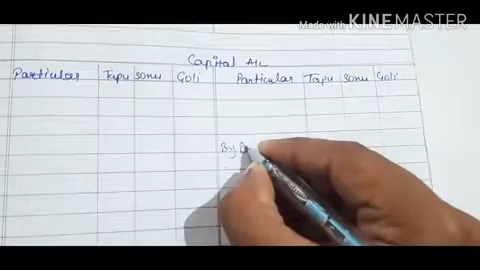 Made with KINEMASTER
Capital A/c
Particular Tapu Sonu Goli Particular Tapu Sonu Goli
By